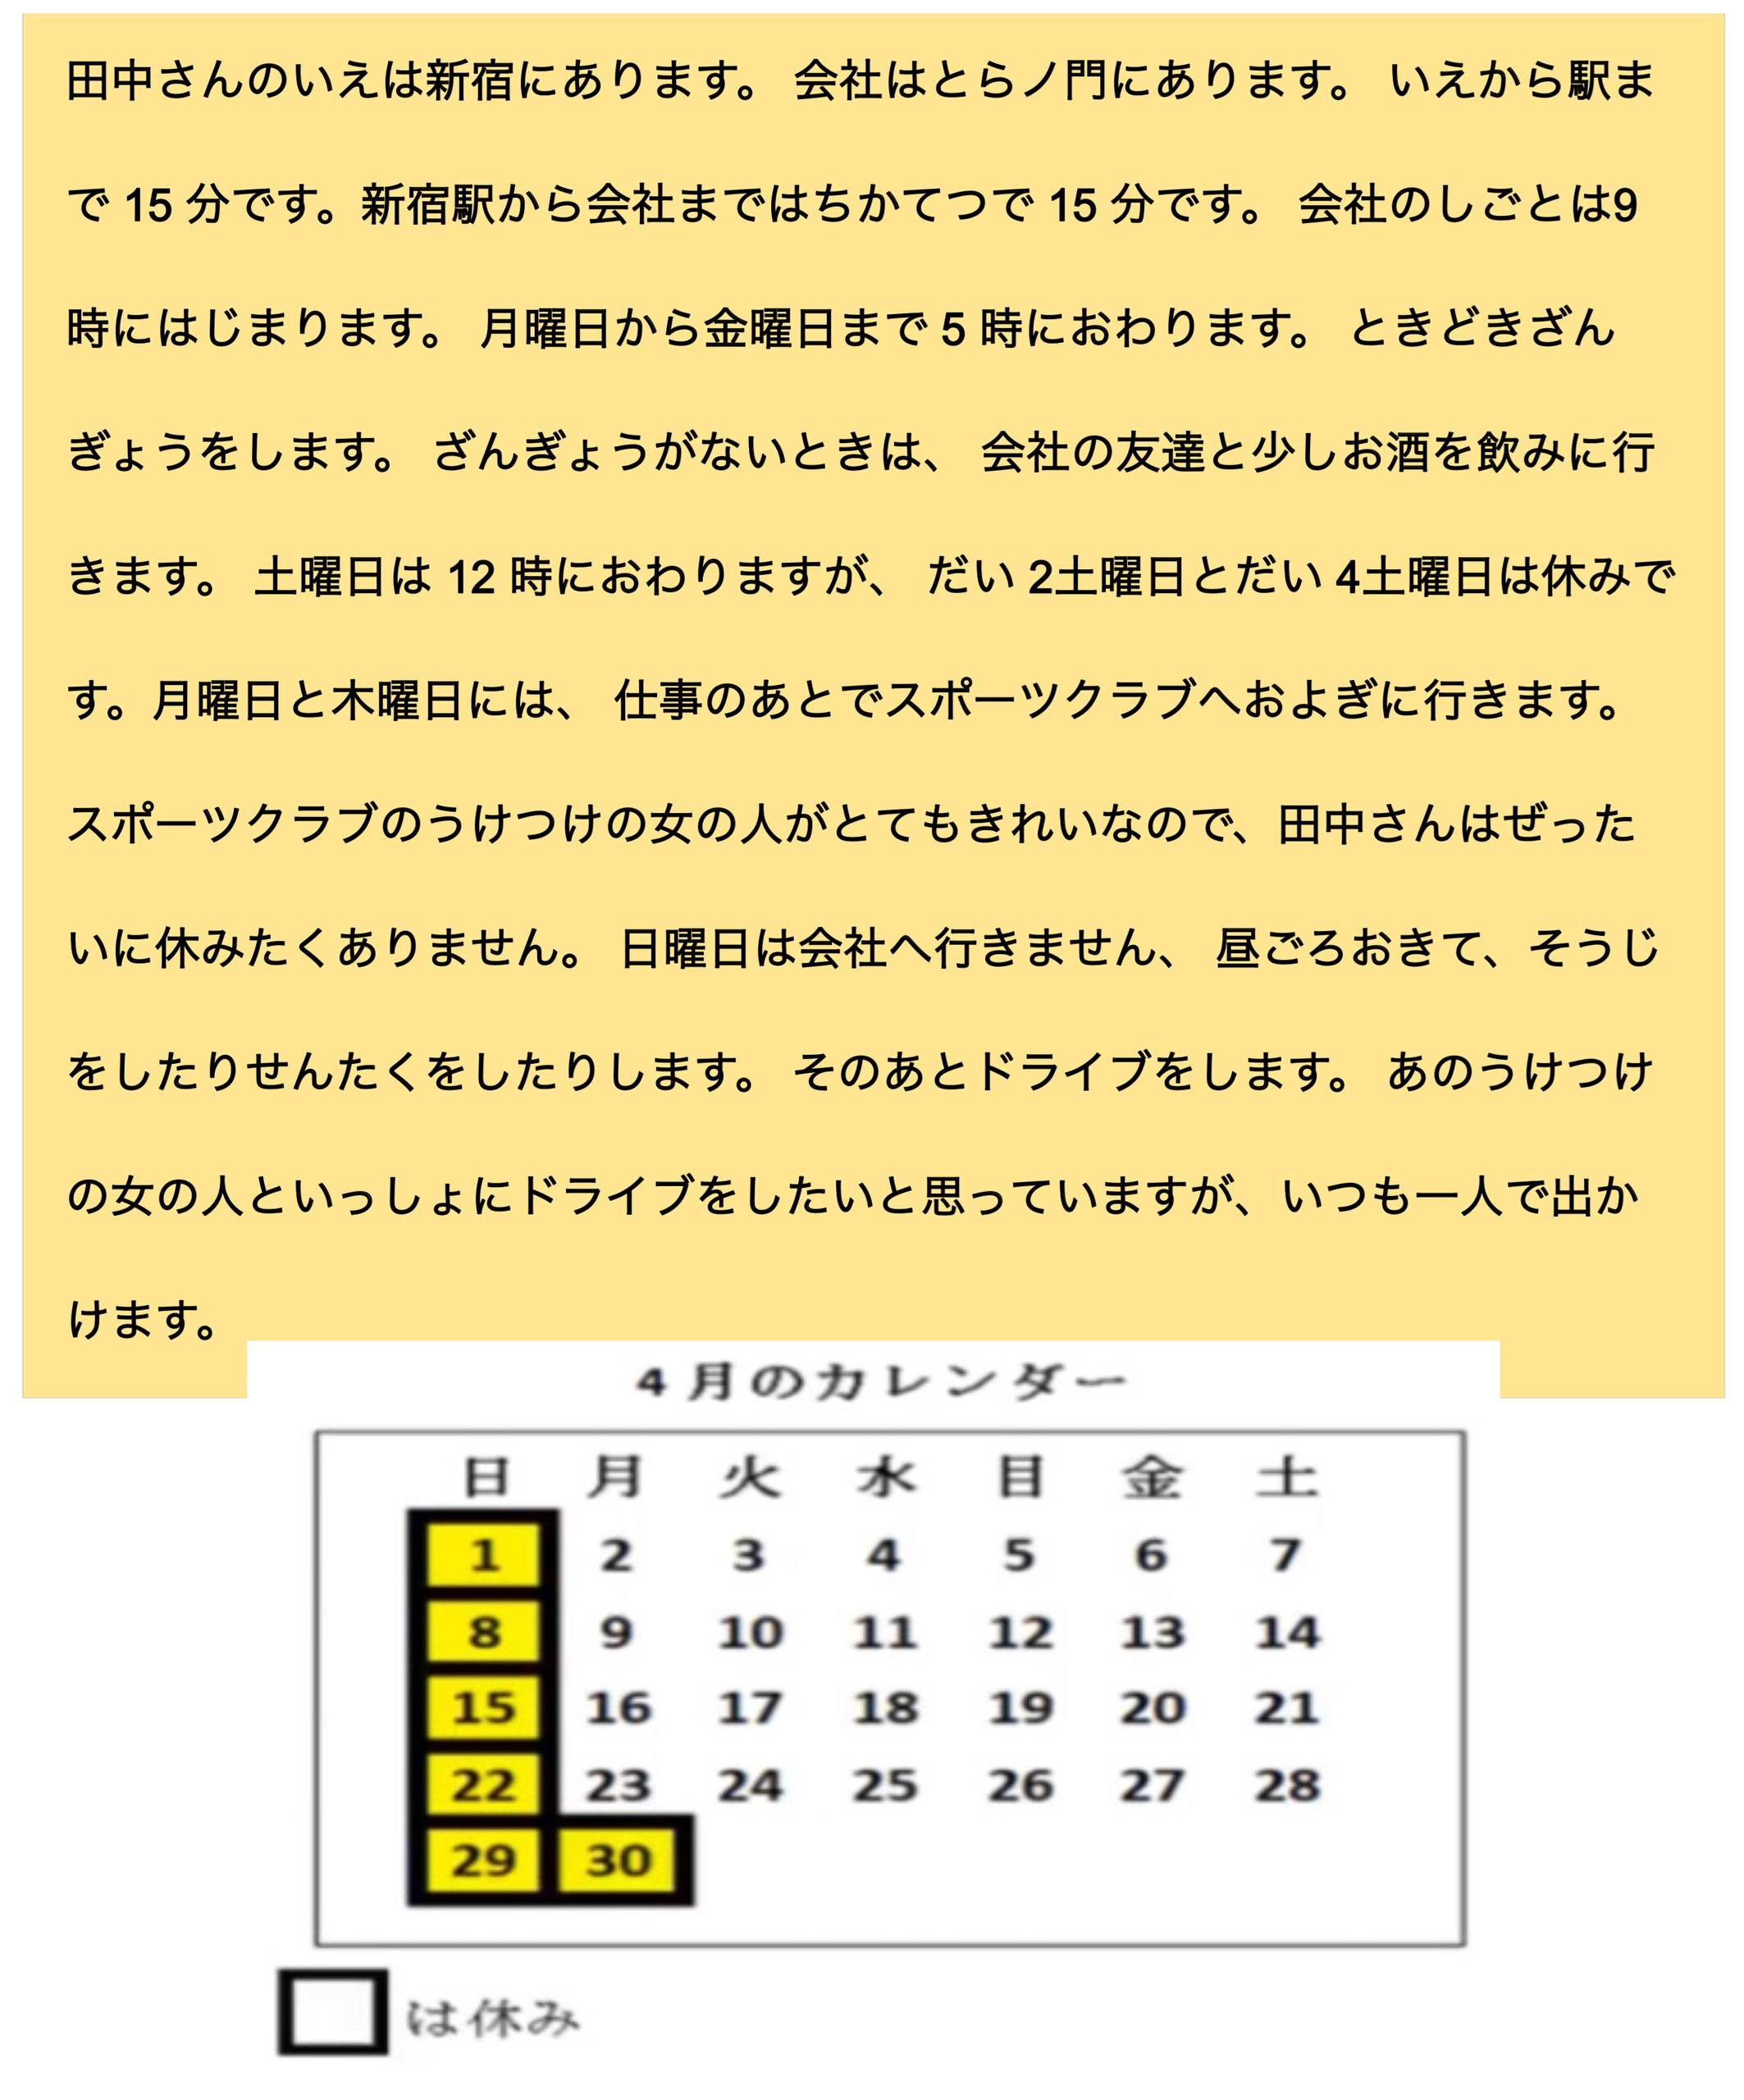 田中さんのいえは新宿にあります。 会社はとらノ門にあります。 いえから駅ま
で 15 分です。新宿駅から会社まではちかてつで 15 分です。 会社のしごとは9
時にはじまります。 月曜日から金曜日まで 5 時におわります。 ときどきざん
ぎょうをします。 ざんぎょうがないときは、 会社の友達と少しお酒を飲みに行
きます。 土曜日は 12 時におわりますが、 だい 2土曜日とだい 4土曜日は休みで
す。月曜日と木曜日には、 仕事のあとでスポーツクラブへおよぎに行きます。
スポーツクラブのうけつけの女の人がとてもきれいなので、田中さんはぜった
いに休みたくありません。 日曜日は会社へ行きません、 昼ごろおきて、そうじ
をしたりせんたくをしたりします。 そのあとドライブをします。 あのうけつけ
の女の人といっしょにドライブをしたいと思っていますが、いつも一人で出か
けます。
4 月のカレンダー
日 月 火 水 目 金 土
1 2 3 4 5 6 7
8 9 10 11 12 13 14
15 16 17 18 19 20 21
22 23 24 25 26 27 28
29 30
は休み